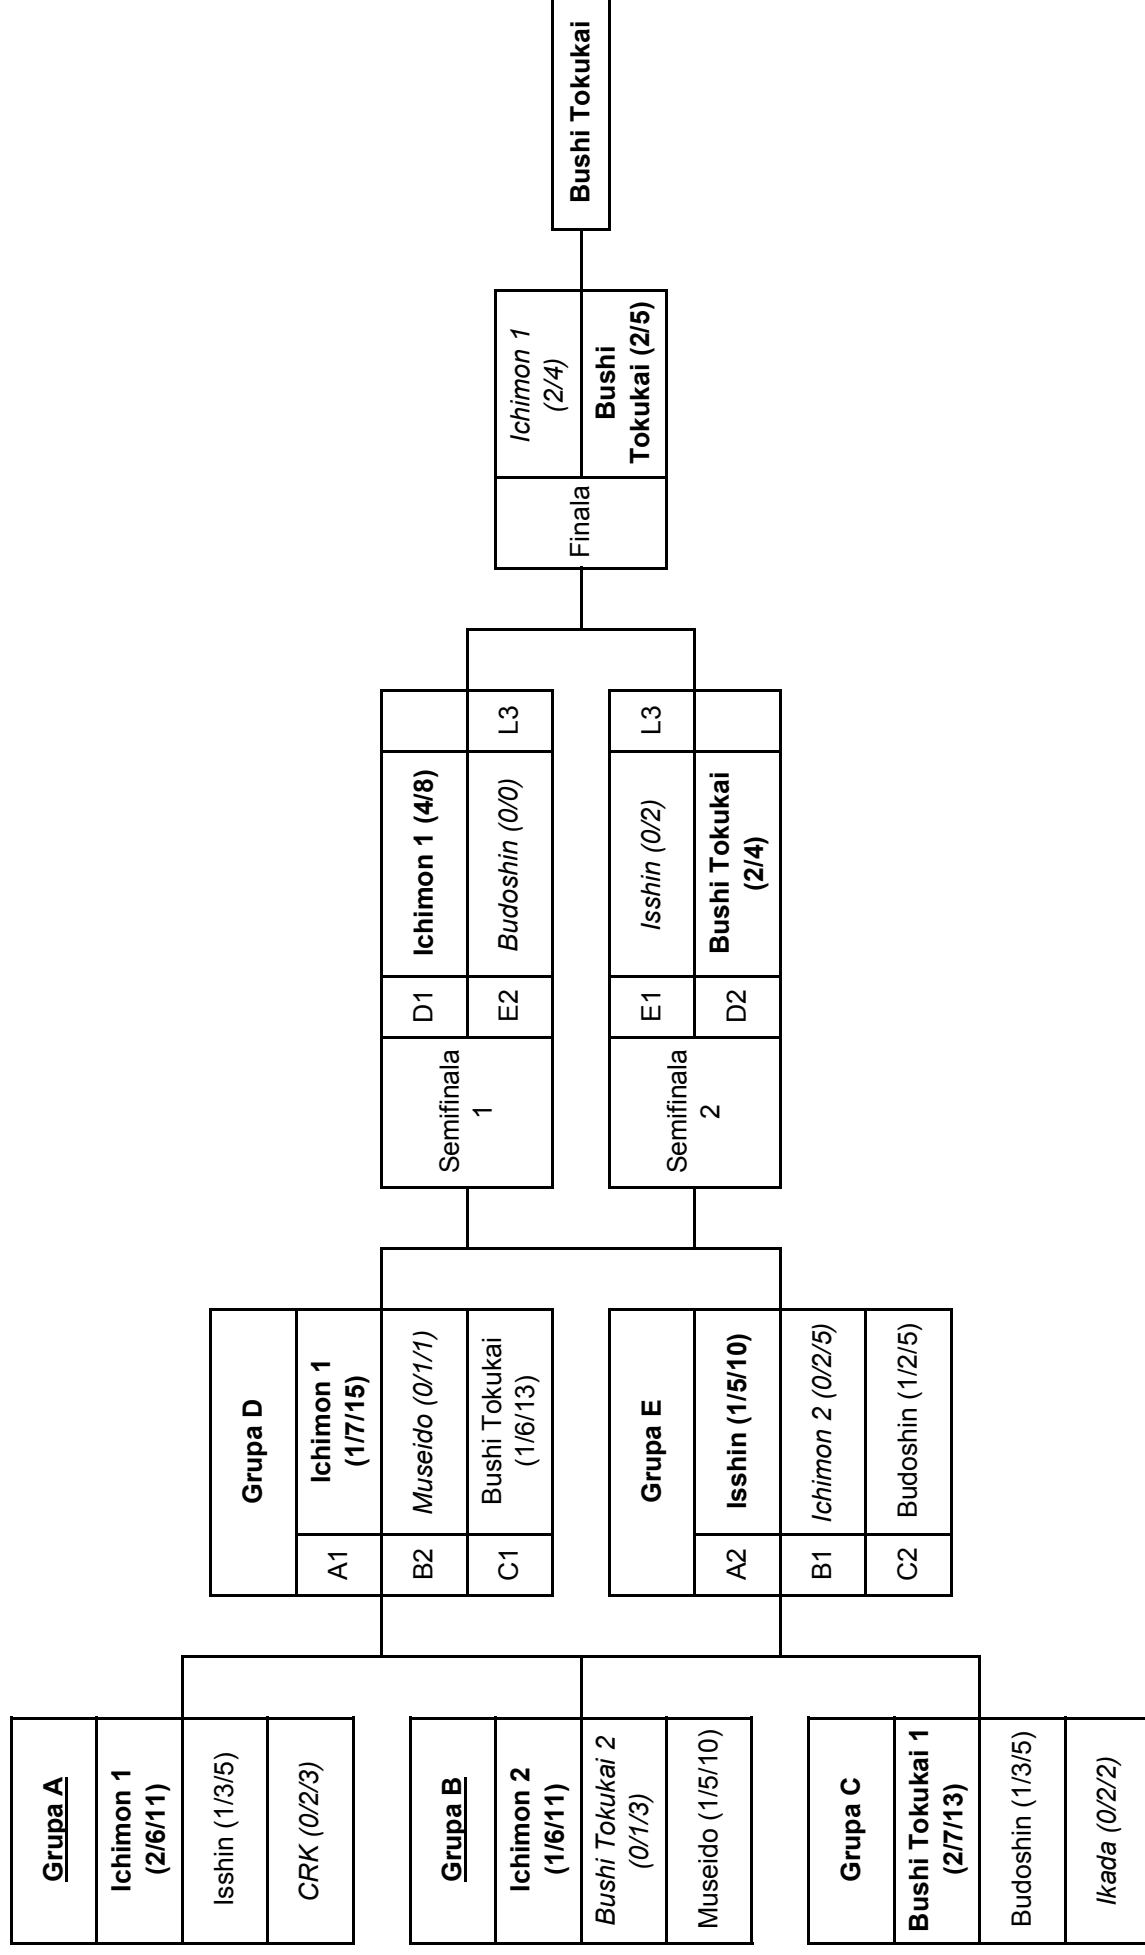 Grupa A
Ichimon 1
(2/6/11)
Isshin (1/3/5)
CRK (0/2/3)
Grupa B
Ichimon 2
(1/6/11)
Bushi Tokukai 2
(0/1/3)
Museido (1/5/10)
Grupa C
Bushi Tokukai 1
(2/7/13)
Budoshin (1/3/5)
Ikada (0/2/2)
Grupa D
A1
Ichimon 1
(1/7/15)
B2
Museido (0/1/1)
C1
Bushi Tokukai
(1/6/13)
Grupa E
A2
Isshin (1/5/10)
B1
Ichimon 2 (0/2/5)
C2
Budoshin (1/2/5)
Semifinala
1
D1
Ichimon 1 (4/8)
E2
Budoshin (0/0)
L3
Semifinala
2
E1
Isshin (0/2)
L3
D2
Bushi Tokukai
(2/4)
Finala
Ichimon 1
(2/4)
Bushi
Tokukai (2/5)
Bushi Tokukai